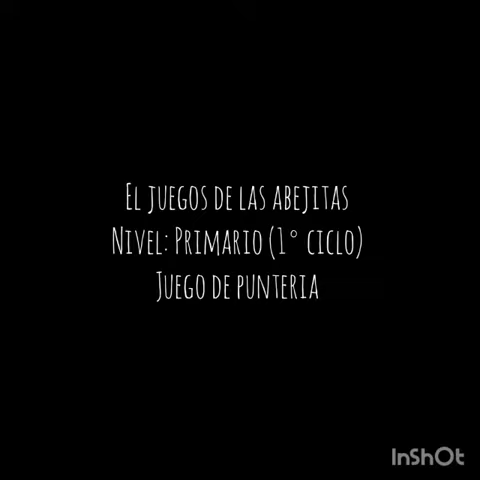 El juegos de las abejitas
Nivel: Primario (1° ciclo)
Juego de punteria
InShOt